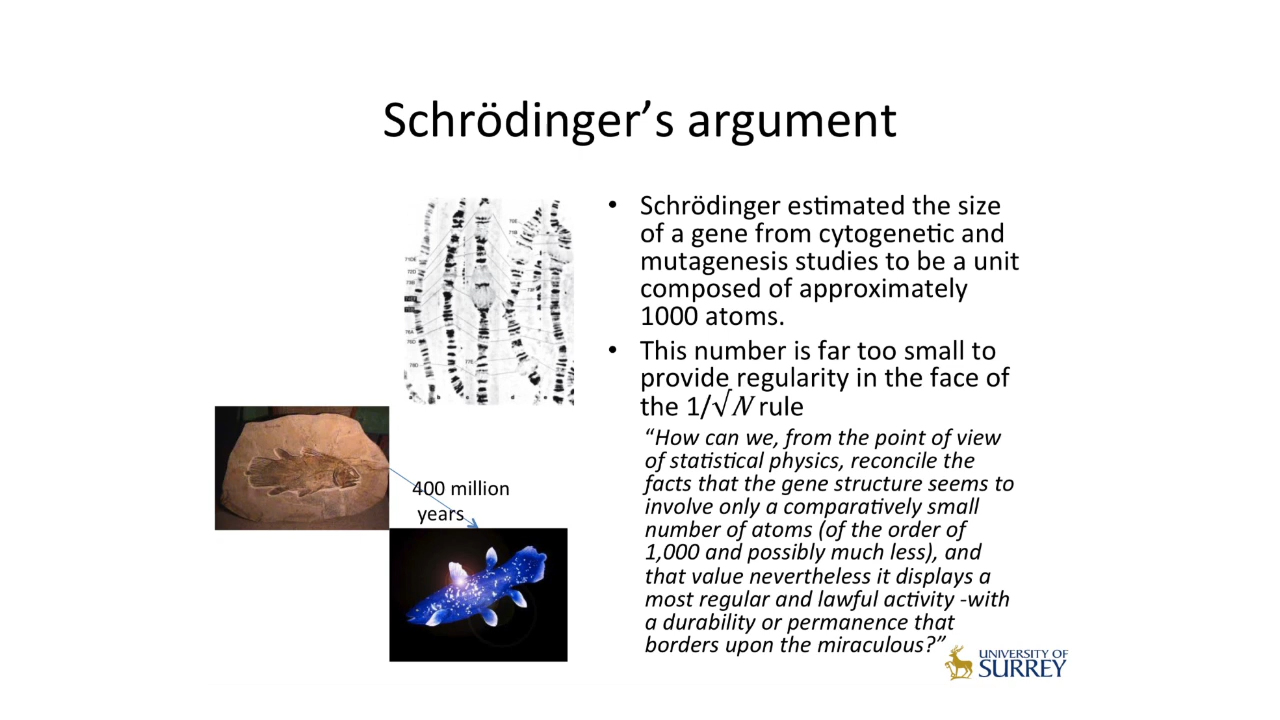 Schrödinger’s argument
• Schrödinger estimated the size
of a gene from cytogenetic and
mutagenesis studies to be a unit
composed of approximately
1000 atoms.
• This number is far too small to
provide regularity in the face of
the 1/√N rule
“How can we, from the point of view
of statistical physics, reconcile the
facts that the gene structure seems to
involve only a comparatively small
number of atoms (of the order of
1,000 and possibly much less), and
that value nevertheless it displays a
most regular and lawful activity -with
a durability or permanence that
borders upon the miraculous?”
400 million
years
UNIVERSITY OF
SURREY